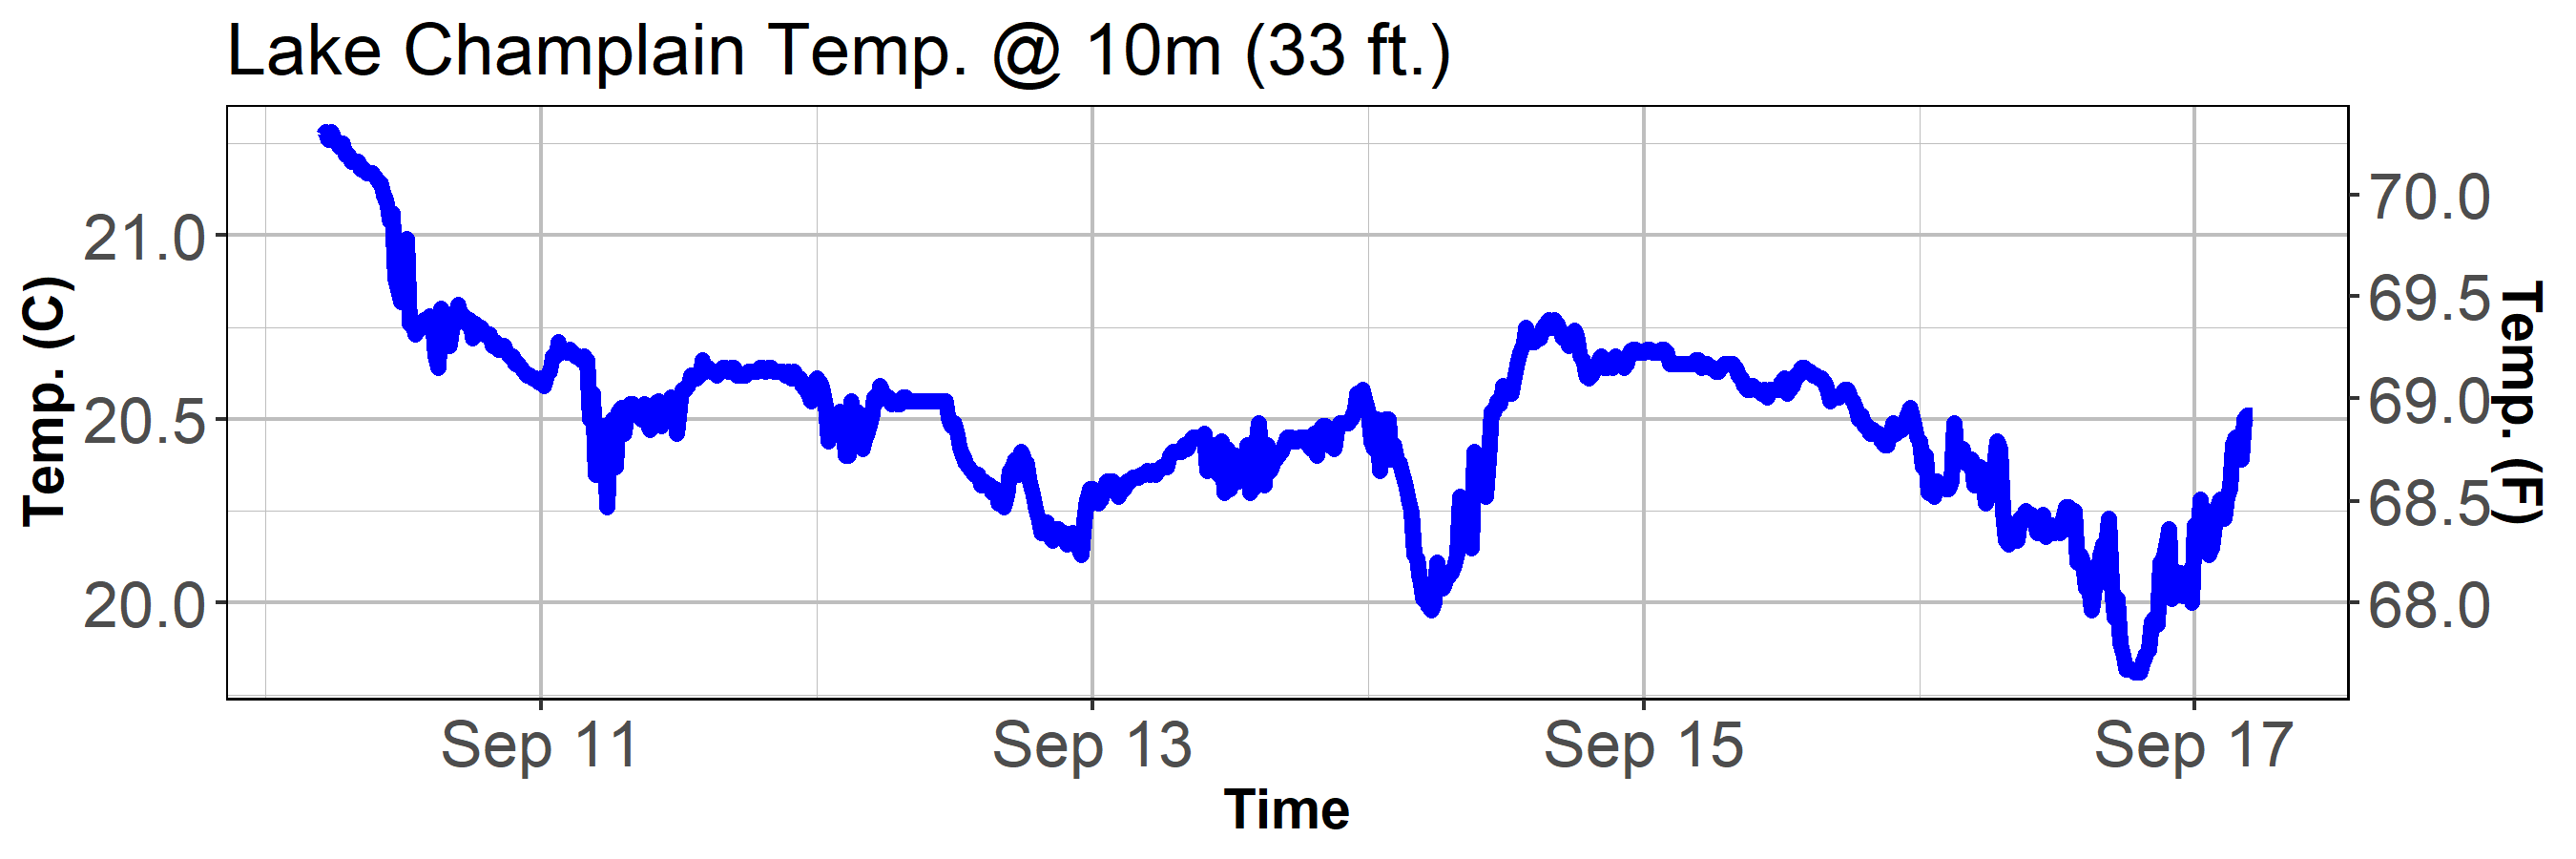 Lake Champlain Temp. @ 10m (33 ft.)
Temp. (C)
21.0
20.5
20.0
70.0
69.5
69.0
68.5
68.0
Temp. (F)
Sep 11 Sep 13 Sep 15 Sep 17
Time